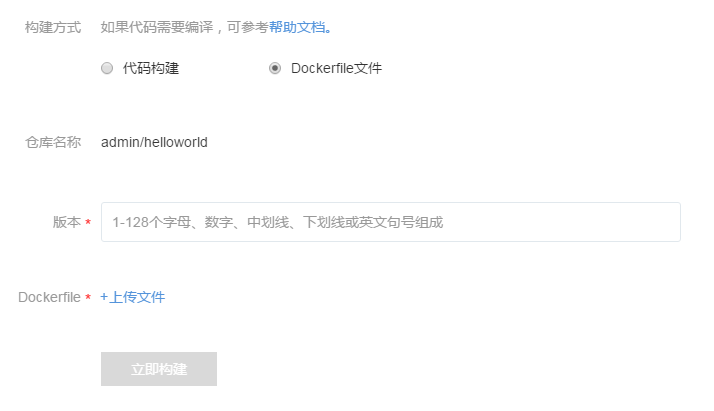 构建方式 如果代码需要编译，可参考帮助文档。
代码构建 Dockerfile文件
仓库名称 admin/helloworld
版本 * 1-128个字母、数字、中划线、下划线或英文句号组成
Dockerfile * +上传文件
立即构建